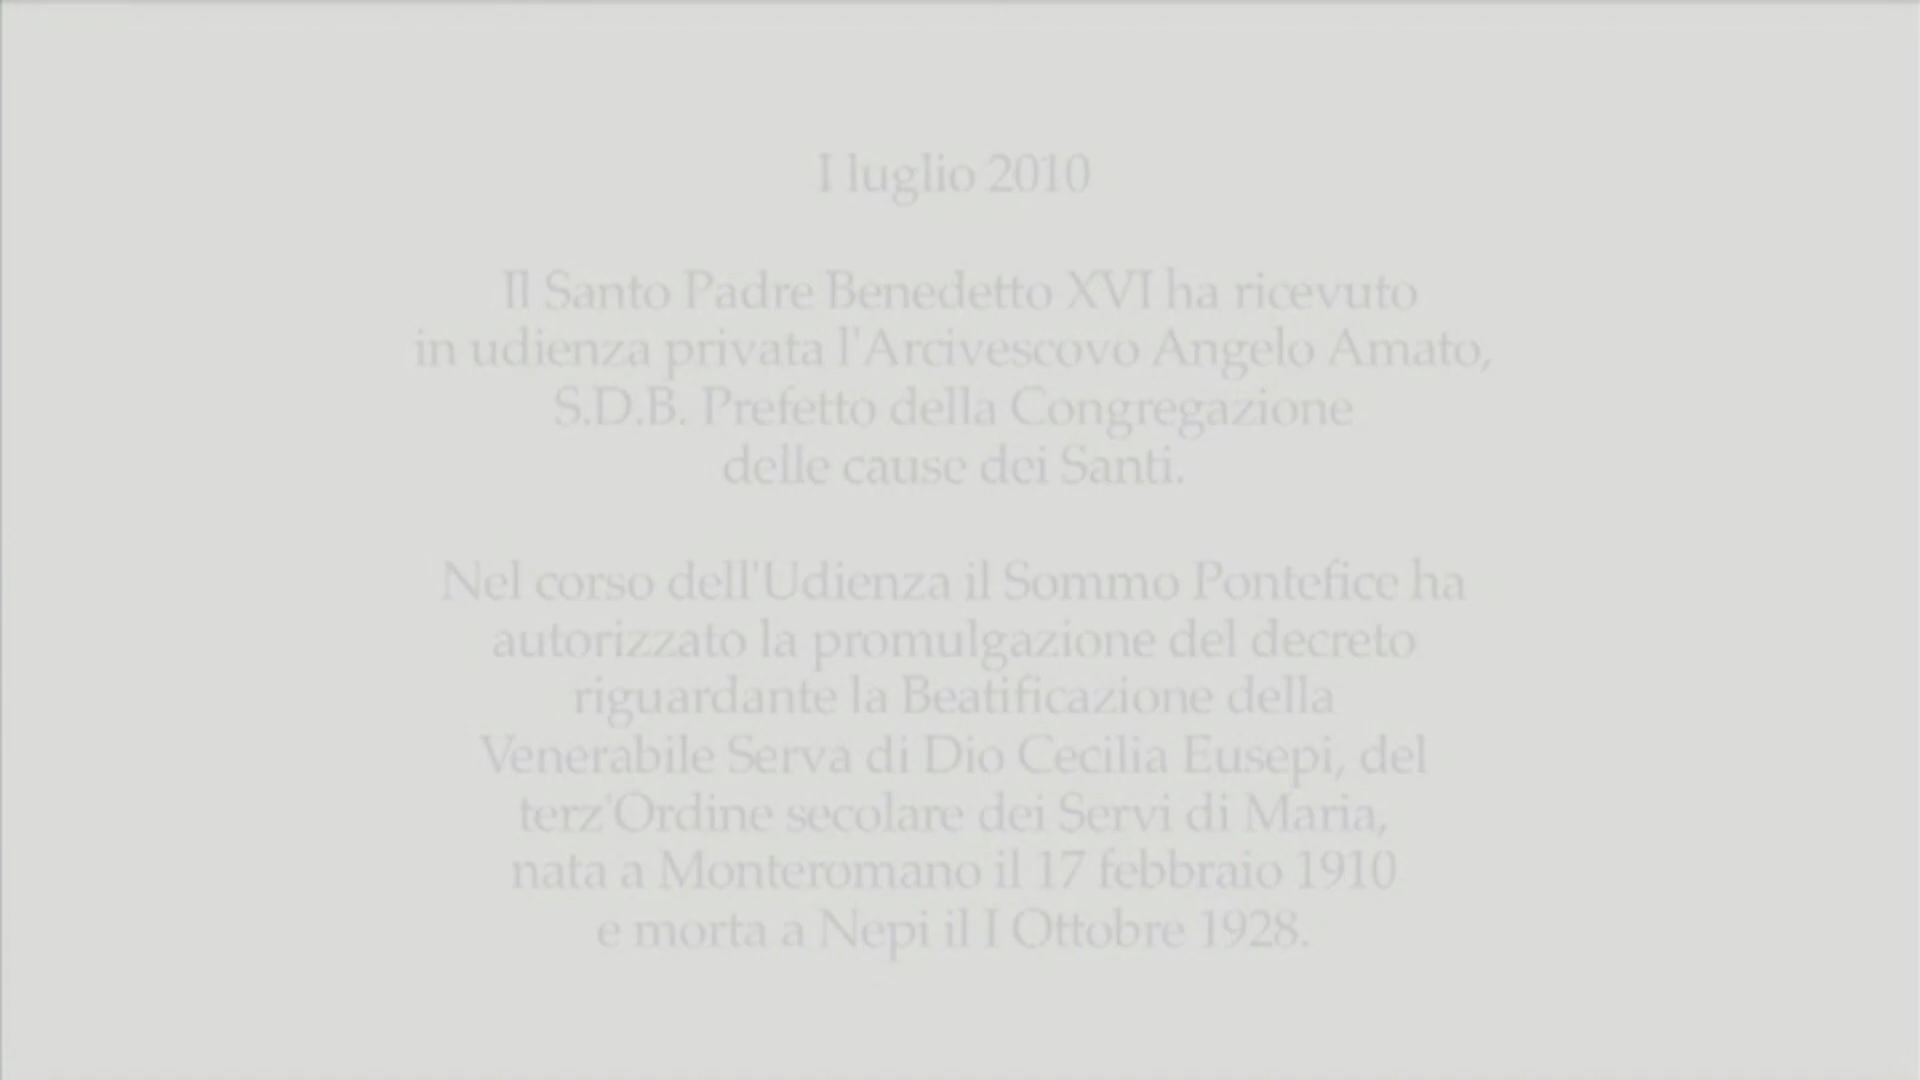 I luglio 2010
Il Santo Padre Benedetto XVI ha ricevuto
in udienza privata l'Arcivescovo Angelo Amato,
S.D.B. Prefetto della Congregazione
delle cause dei Santi.
Nel corso dell'Udienza il Sommo Pontefice ha
autorizzato la promulgazione del decreto
riguardante la Beatificazione della
Venerabile Serva di Dio Cecilia Eusepi, del
terz'Ordine secolare dei Servi di Maria,
nata a Monteromano il 17 febbraio 1910
e morta a Nepi il I Ottobre 1928.